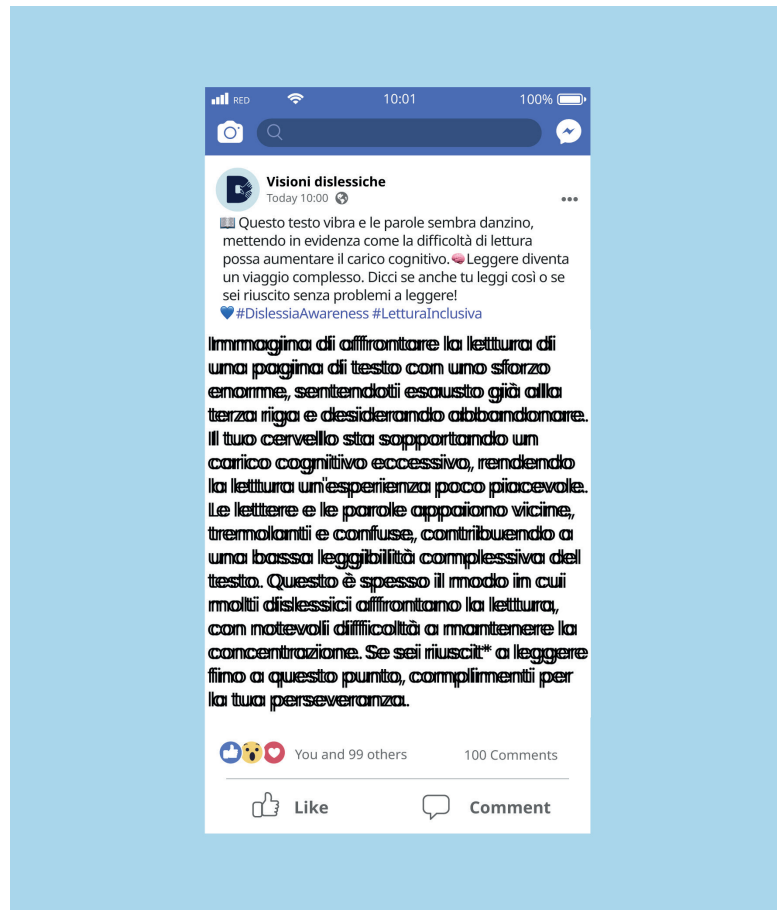 RED 10:01 100%
Visioni dislessiche
Today 10:00
📖 Questo testo vibra e le parole sembra danzino,
mettendo in evidenza come la difficoltà di lettura
possa aumentare il carico cognitivo.🧠Leggere diventa
un viaggio complesso. Dicci se anche tu leggi così o se
sei riuscito senza problemi a leggere!
💙#DislessiaAwareness #LetturaInclusiva
Immagina di affrontare la lettura di
una pagina di testo con uno sforzo
enorme, sentendoti esausto già alla
terza riga e desiderando abbandonare.
Il tuo cervello sta sopportando un
carico cognitivo eccessivo, rendendo
la lettura un'esperienza poco piacevole.
Le lettere e le parole appaiono vicine,
tremolanti e confuse, contribuendo a
una bassa leggibilità complessiva del
testo. Questo è spesso il modo in cui
molti dislessici affrontano la lettura,
con notevoli difficoltà a mantenere la
concentrazione. Se sei riuscit* a leggere
fino a questo punto, complimenti per
la tua perseveranza.
You and 99 others 100 Comments
Like Comment